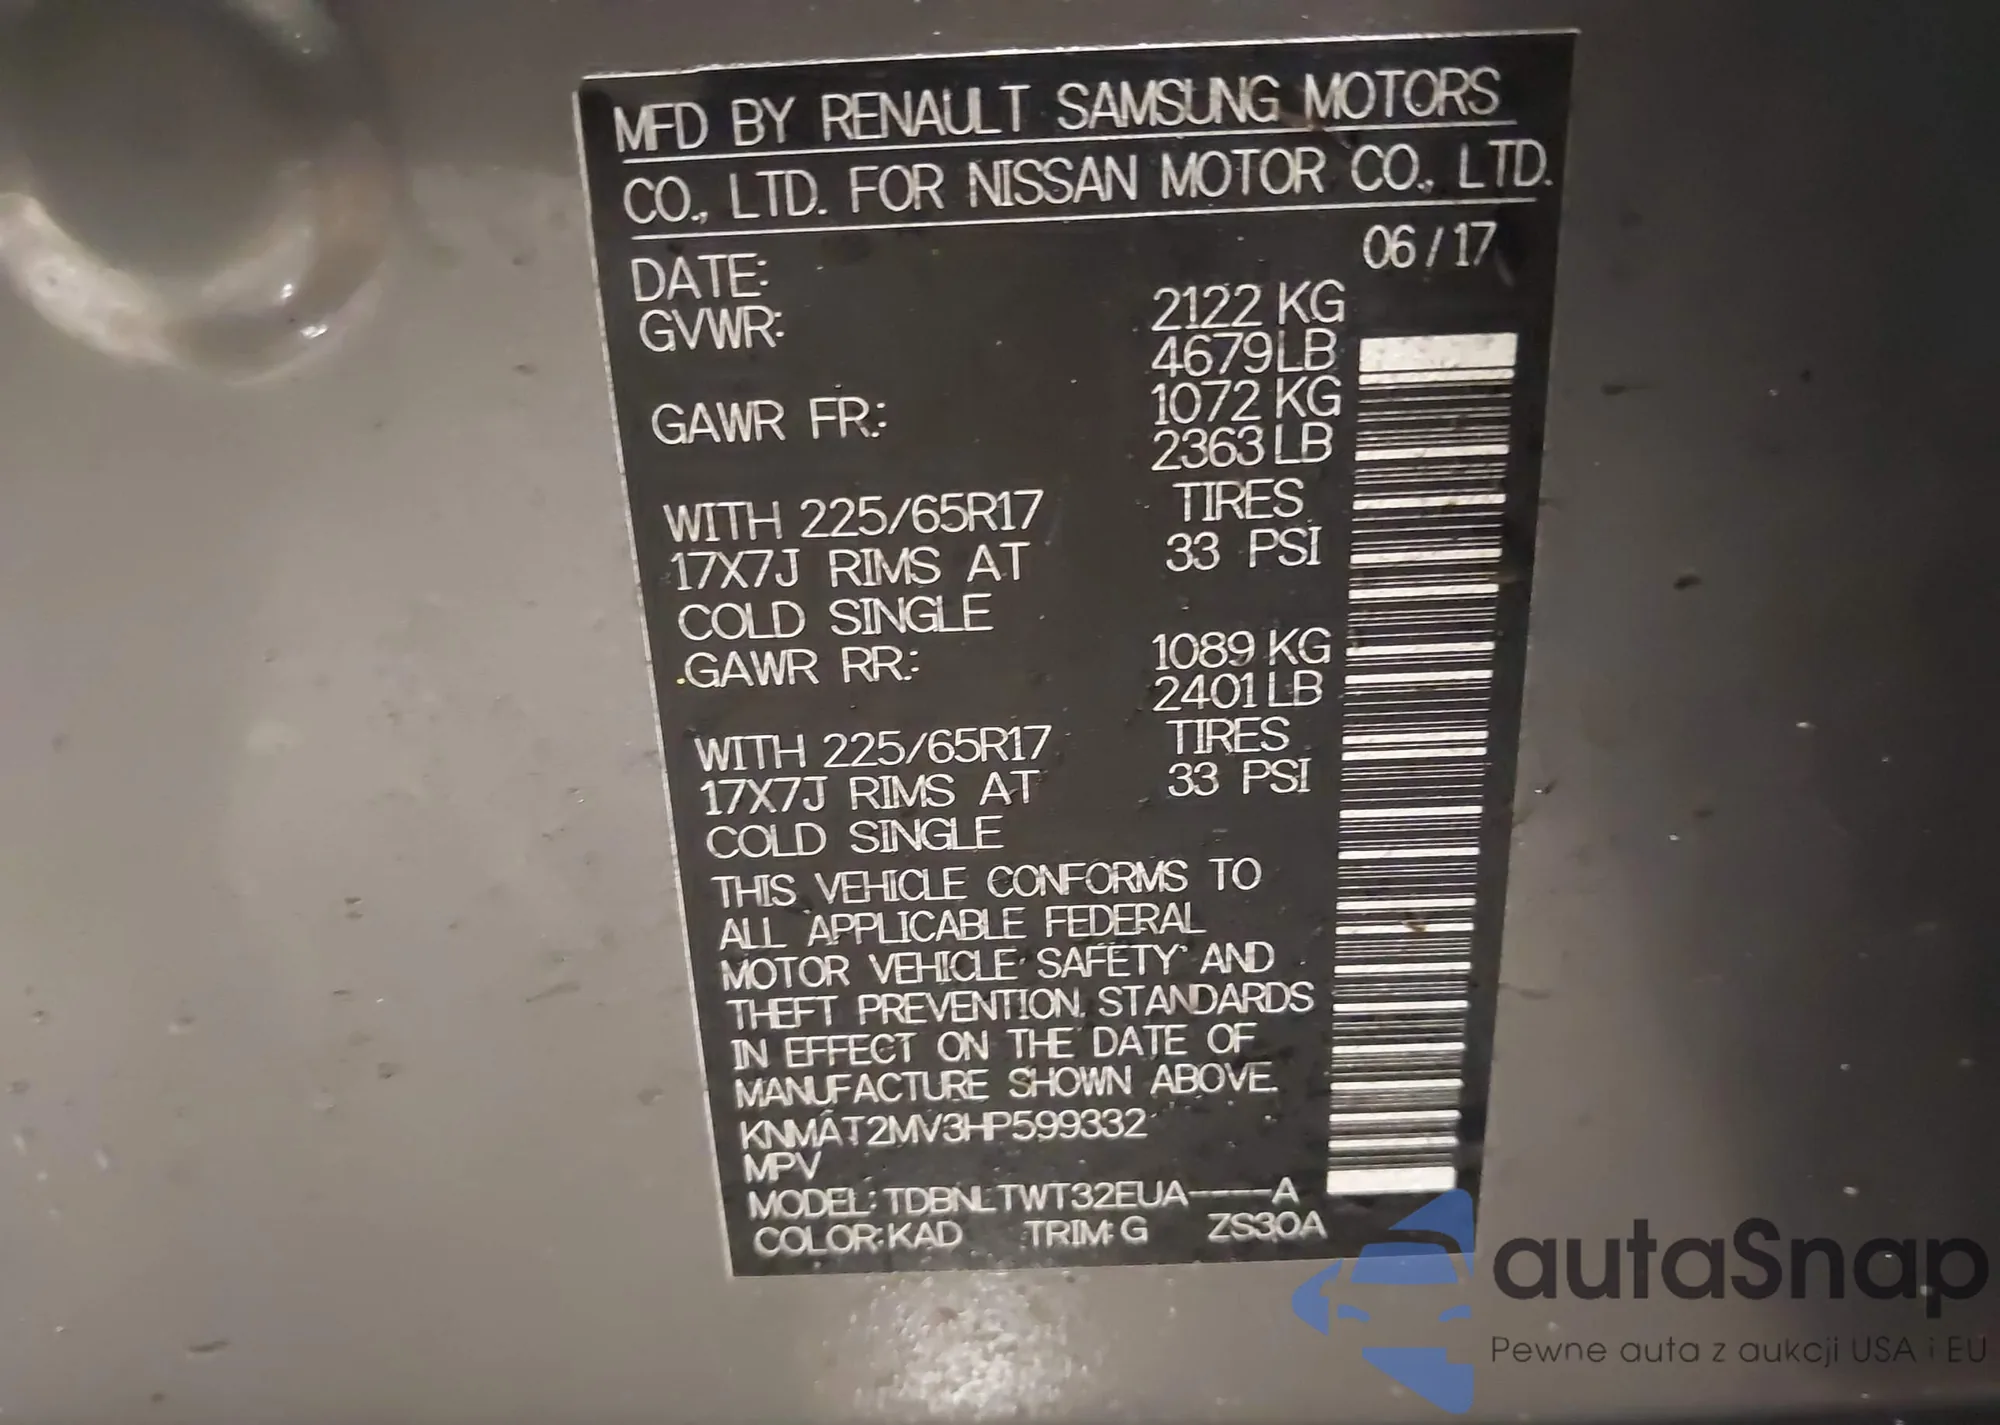 MFD BY RENAULT SAMSUNG MOTORS
CO., LTD. FOR NISSAN MOTOR CO., LTD.
DATE: 06/17
GVWR: 2122 KG
4679 LB
GAWR FR.: 1072 KG
2363 LB
WITH 225/65R17 TIRES
17X7J RIMS AT 33 PSI
COLD SINGLE
GAWR RR.: 1089 KG
2401 LB
WITH 225/65R17 TIRES
17X7J RIMS AT 33 PSI
COLD SINGLE
THIS VEHICLE CONFORMS TO
ALL APPLICABLE FEDERAL
MOTOR VEHICLE SAFETY AND
THEFT PREVENTION STANDARDS
IN EFFECT ON THE DATE OF
MANUFACTURE SHOWN ABOVE.
KNMAT2MV3HP599332
MPV
MODEL: TDBNLTWT32EUA----A
COLOR:KAD TRIM:G ZS30A
autaSnap
Pewne auta z aukcji USA i EU